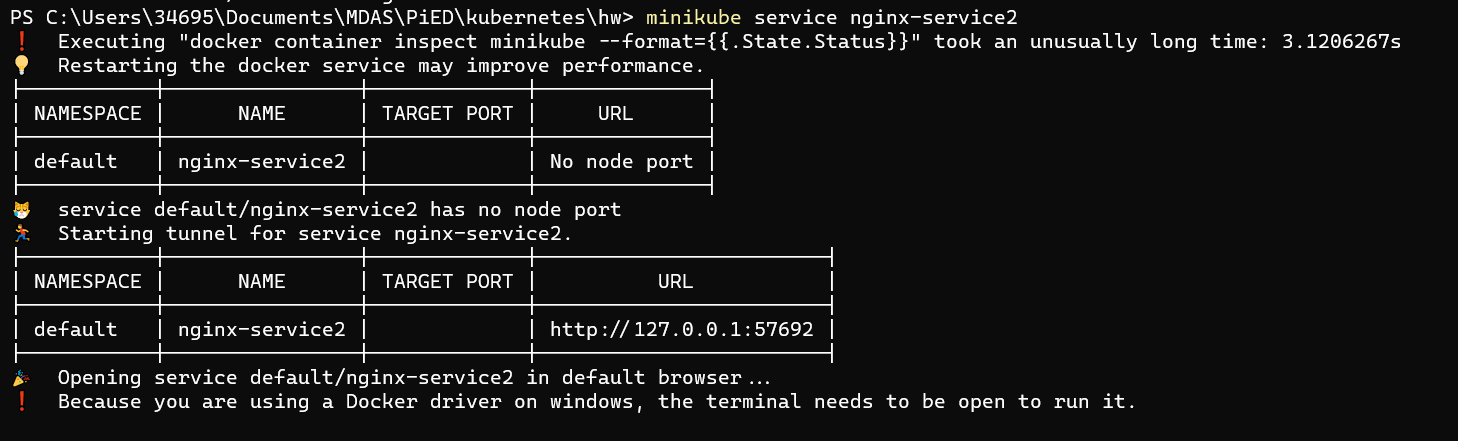 PS C:\Users\34695\Documents\MDAS\PiED\kubernetes\hw> minikube service nginx-service2
❗ Executing "docker container inspect minikube --format={{.State.Status}}" took an unusually long time: 3.1206267s
💡 Restarting the docker service may improve performance.
| NAMESPACE | NAME | TARGET PORT | URL |
| default | nginx-service2 | | No node port |
😿 service default/nginx-service2 has no node port
🏃 Starting tunnel for service nginx-service2.
| NAMESPACE | NAME | TARGET PORT | URL |
| default | nginx-service2 | | http://127.0.0.1:57692 |
🎉 Opening service default/nginx-service2 in default browser...
❗ Because you are using a Docker driver on windows, the terminal needs to be open to run it.